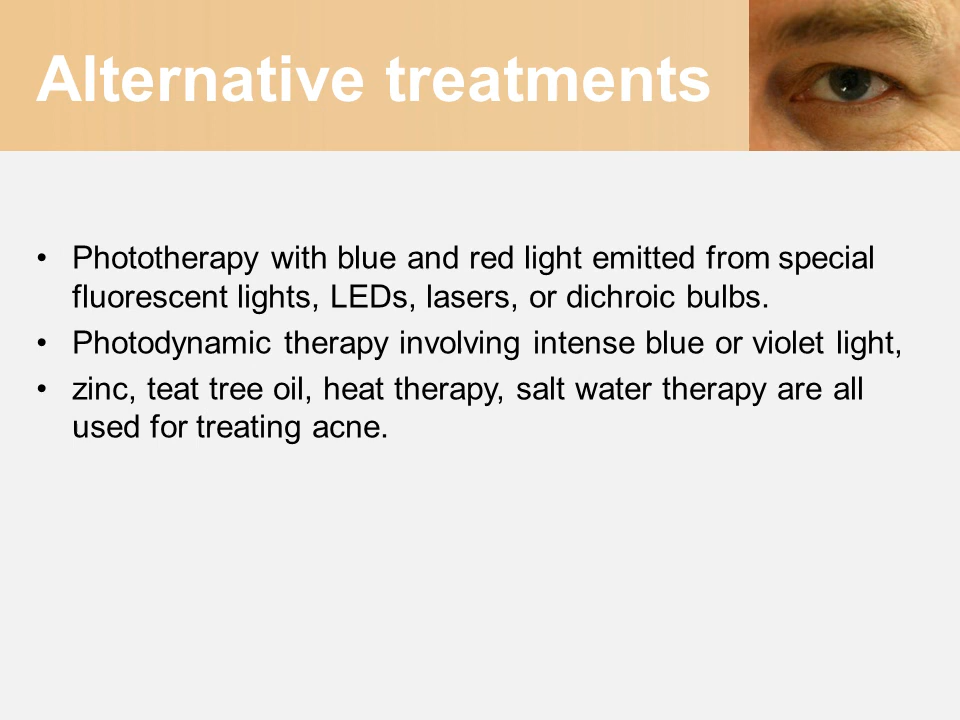 Alternative treatments
• Phototherapy with blue and red light emitted from special
fluorescent lights, LEDs, lasers, or dichroic bulbs.
• Photodynamic therapy involving intense blue or violet light,
• zinc, teat tree oil, heat therapy, salt water therapy are all
used for treating acne.